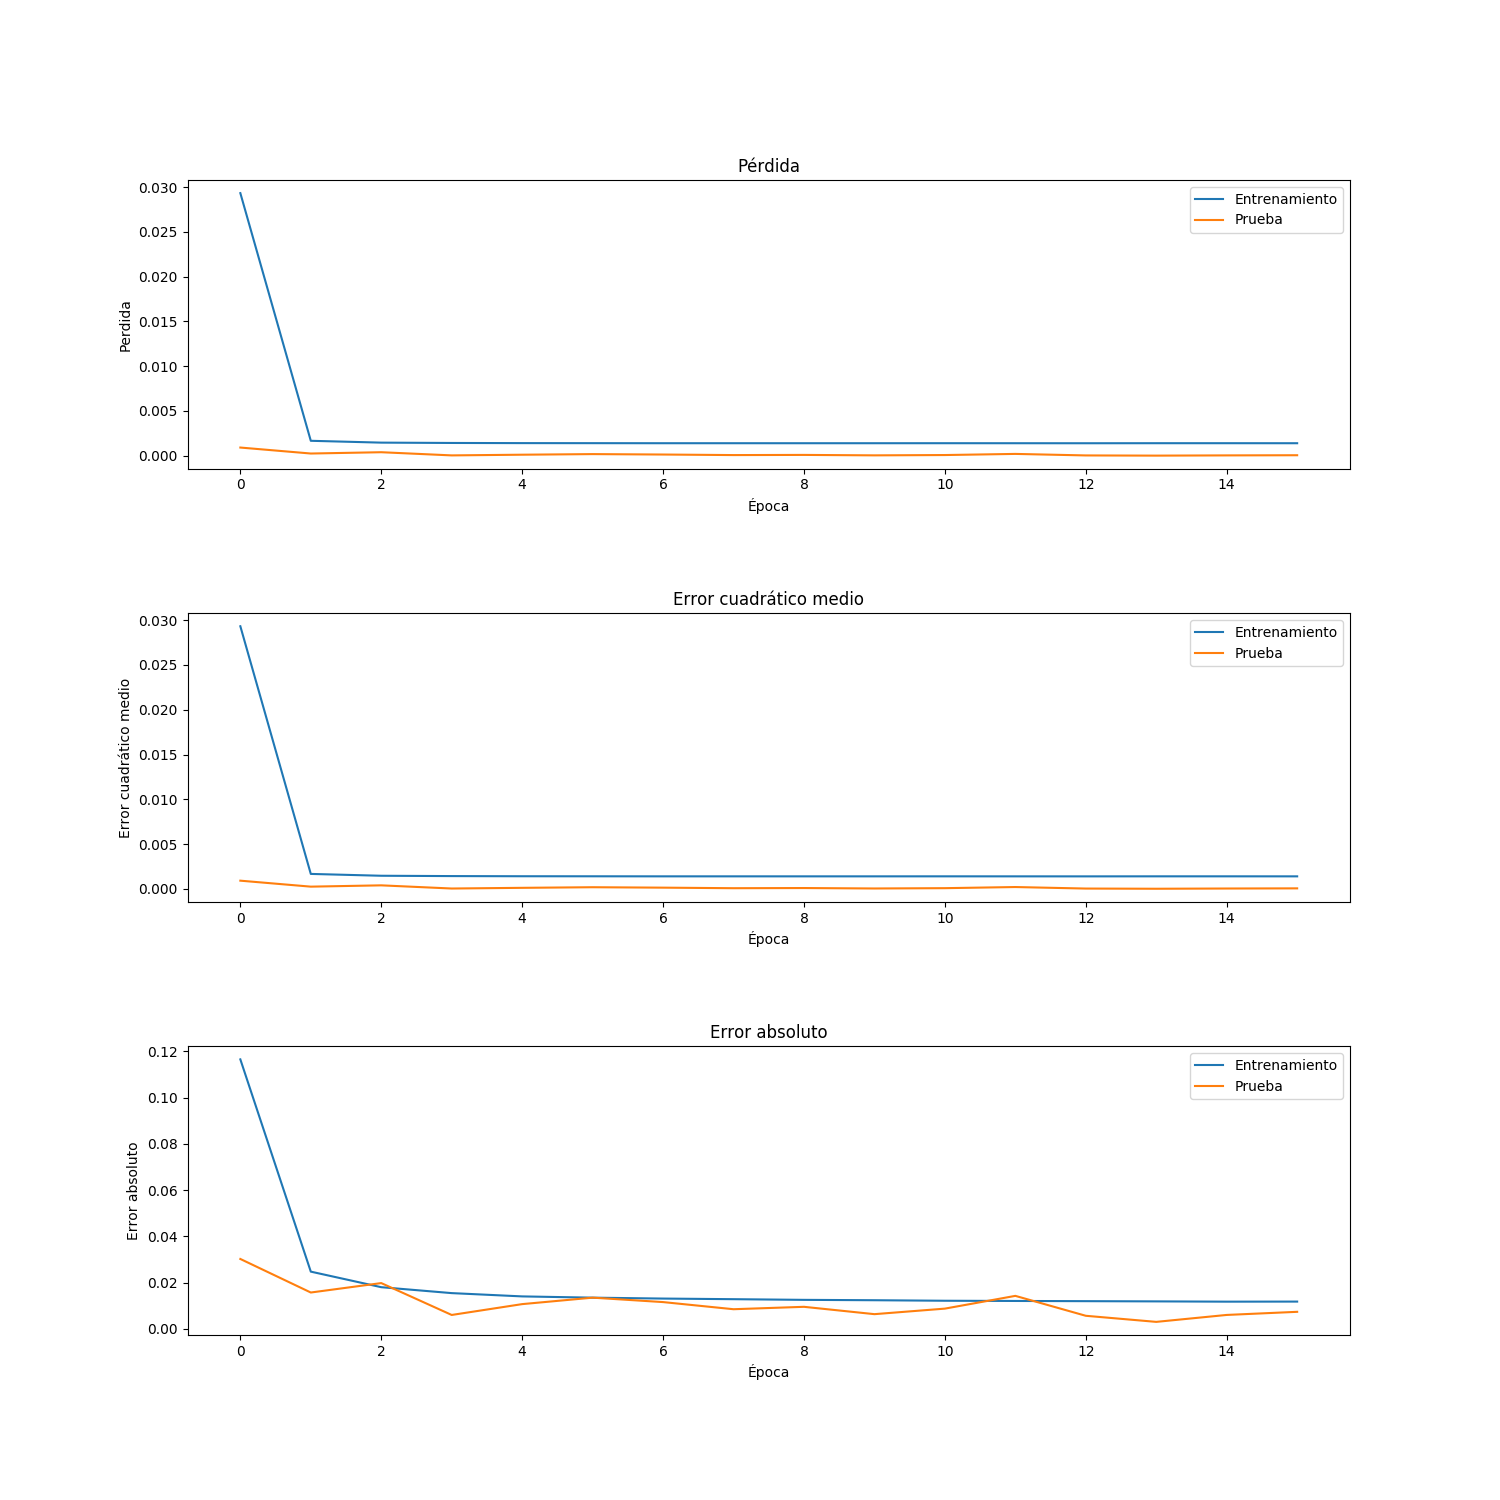 Pérdida
0.030
0.025
0.020
0.015
0.010
0.005
0.000
Perdida
Entrenamiento
Prueba
0 2 4 6 8 10 12 14
Época
Error cuadrático medio
0.030
0.025
0.020
0.015
0.010
0.005
0.000
Error cuadrático medio
Entrenamiento
Prueba
0 2 4 6 8 10 12 14
Época
Error absoluto
0.12
0.10
0.08
0.06
0.04
0.02
0.00
Error absoluto
Entrenamiento
Prueba
0 2 4 6 8 10 12 14
Época